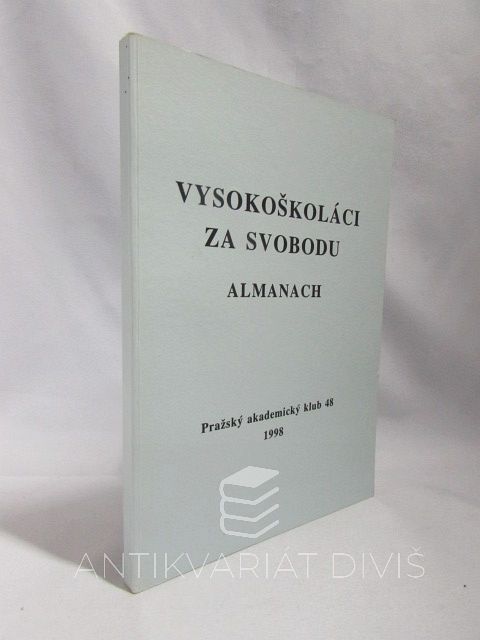 VYSOKOŠKOLÁCI
ZA SVOBODU
ALMANACH
Pražský akademický klub 48
1998
ANTIKVARIÁT DIVIŠ